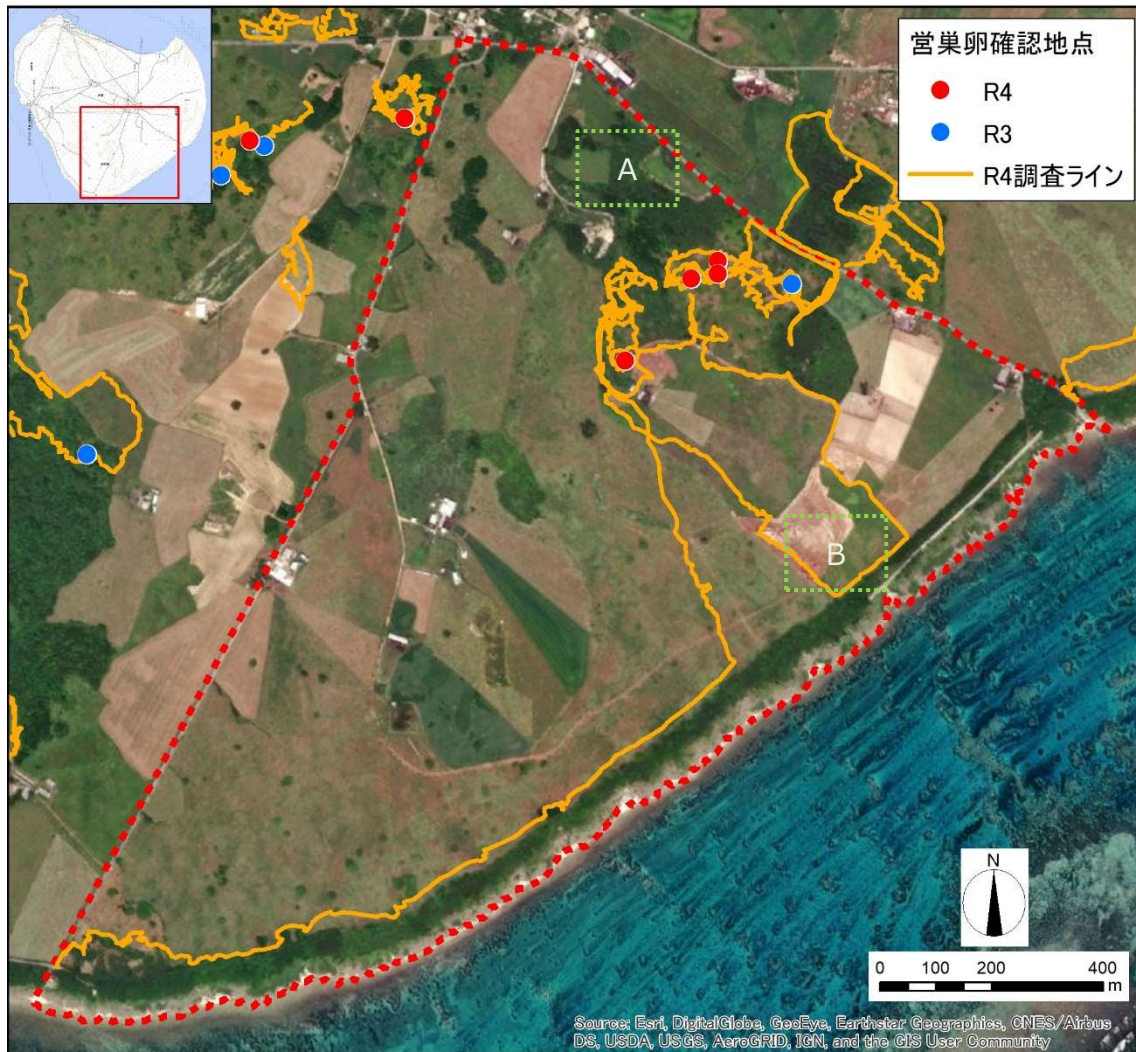 営巣卵確認地点
R4
R3
R4調査ライン
A
B
N
0 100 200 400
m
Source: Esri, DigitalGlobe, GeoEye, Earthstar Geographics, CNES/Airbus
DS, USDA, USGS, AeroGRID, IGN, and the GIS User Community